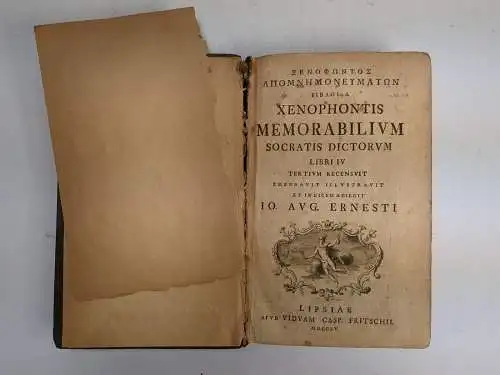 ΞΕΝΟΦΩΝΤΟΣ
ΑΠΟΜΝΗΜΟΝΕΥΜΑΤΩΝ
ΒΙΒΛΙΑ Δ
XENOPHONTIS
MEMORABILIVM
SOCRATIS DICTORVM
LIBRI IV
TERTIVM RECENSVIT
EMENDAVIT ILLVSTRAVIT
ET INDICEM ADIECIT
IO. AVG. ERNESTI
LIPSIAE
APVD VIDVAM CASP. FRITSCHII.